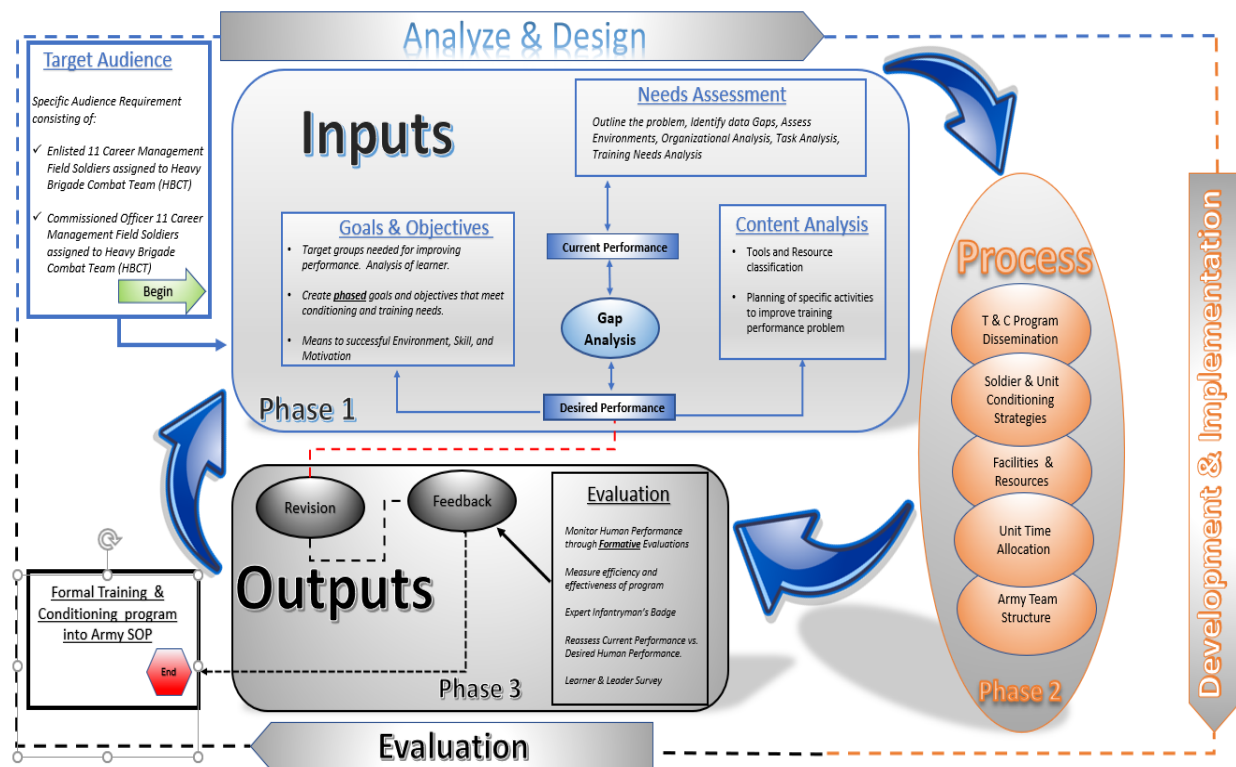 Analyze & Design
Target Audience
Specific Audience Requirement
consisting of:
✓ Enlisted 11 Career Management
Field Soldiers assigned to Heavy
Brigade Combat Team (HBCT)
✓ Commissioned Officer 11 Career
Management Field Soldiers
assigned to Heavy Brigade
Combat Team (HBCT)
Begin
Inputs
Needs Assessment
Outline the problem, Identify data Gaps, Assess
Environments, Organizational Analysis, Task Analysis,
Training Needs Analysis
Goals & Objectives
• Target groups needed for improving
performance. Analysis of learner.
• Create phased goals and objectives that meet
conditioning and training needs.
• Means to successful Environment, Skill, and
Motivation
Current Performance
Gap
Analysis
Desired Performance
Content Analysis
• Tools and Resource
classification
• Planning of specific activities
to improve training
performance problem
Phase 1
Process
T & C Program
Dissemination
Soldier & Unit
Conditioning
Strategies
Facilities &
Resources
Unit Time
Allocation
Army Team
Structure
Phase 2
Development & Implementation
Revision
Feedback
Outputs
Evaluation
Monitor Human Performance
through Formative Evaluations
Measure efficiency and
effectiveness of program
Expert Infantryman's Badge
Reassess Current Performance vs.
Desired Human Performance.
Learner & Leader Survey
Phase 3
Formal Training &
Conditioning program
into Army SOP
End
Evaluation